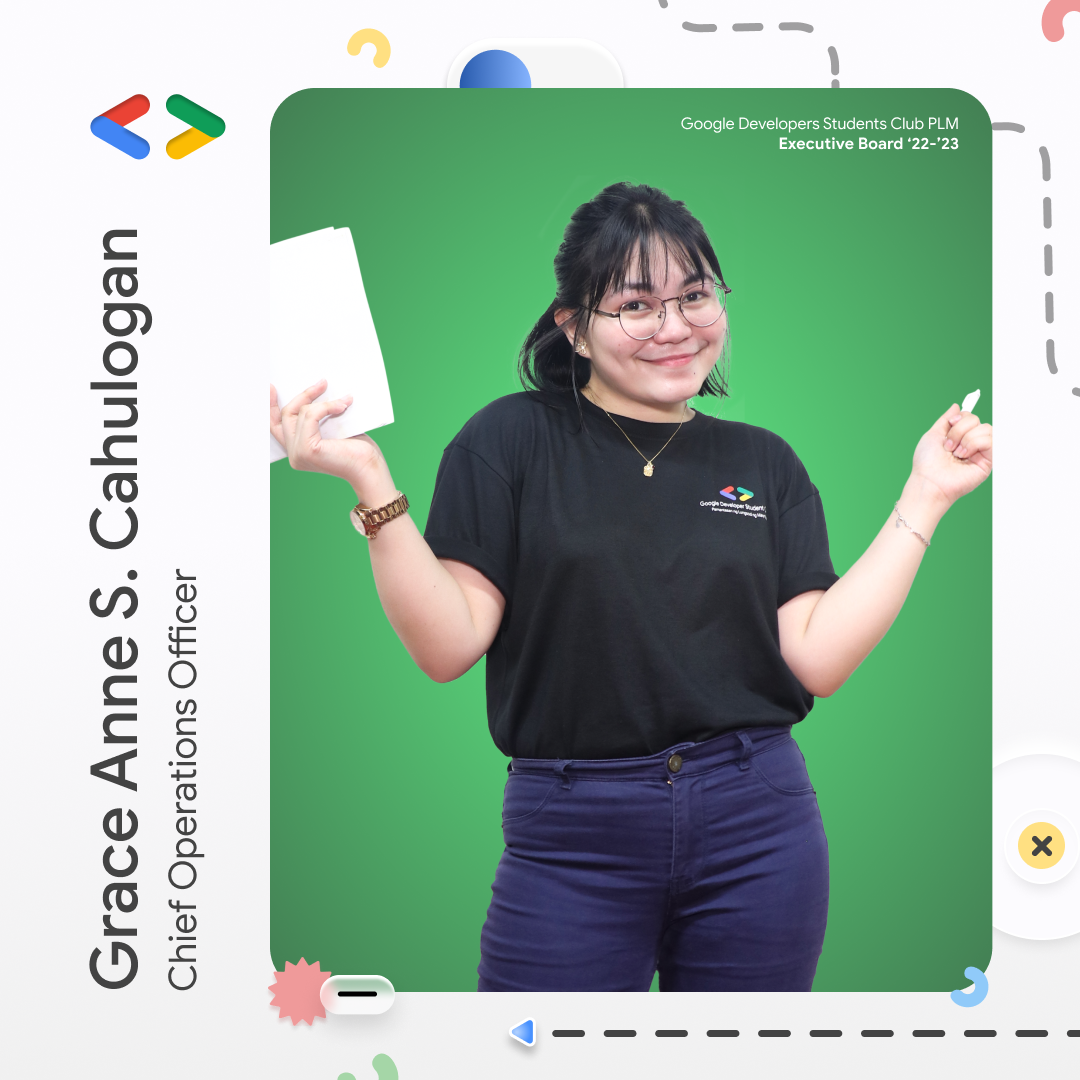 Google Developers Students Club PLM
Executive Board ‘22-’23
Grace Anne S. Cahulogan
Chief Operations Officer
Google Developer Student